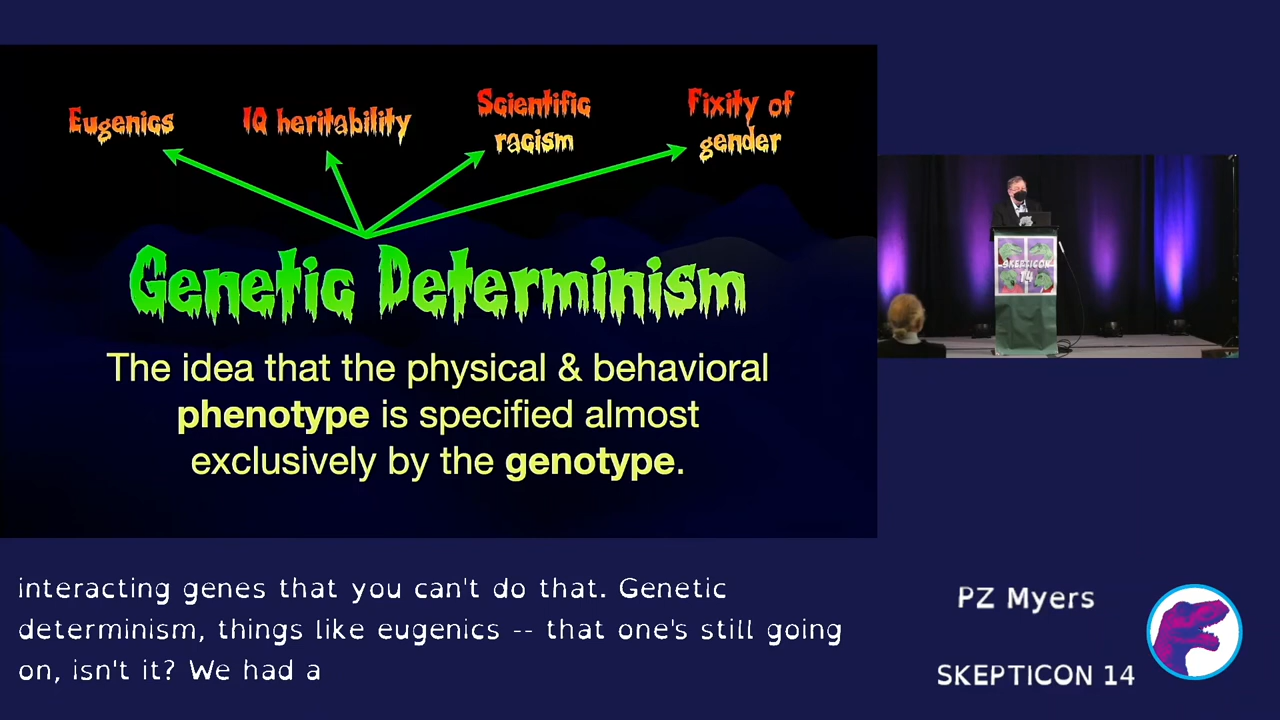 Eugenics
IQ heritability
Scientific
racism
Fixity of
gender
Genetic Determinism
The idea that the physical & behavioral
phenotype is specified almost
exclusively by the genotype.
SKEPTICON
14
interacting genes that you can't do that. Genetic
determinism, things like eugenics -- that one's still going
on, isn't it? We had a
PZ Myers
SKEPTICON 14